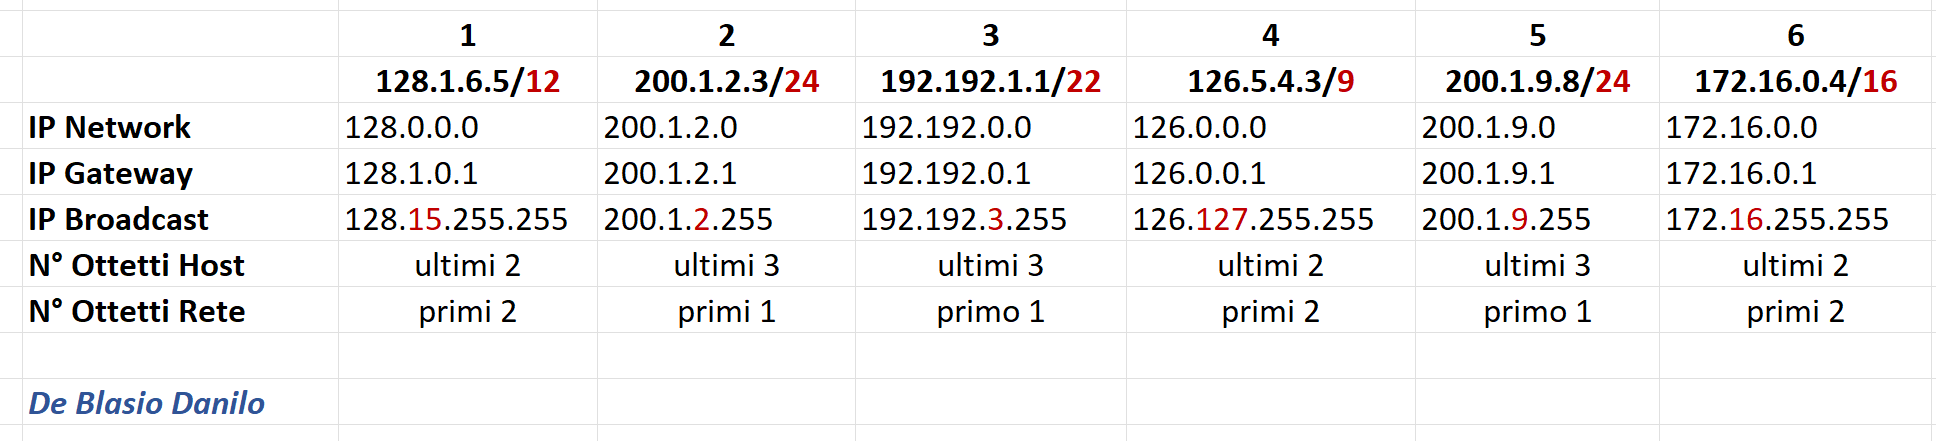 1 2 3 4 5 6
128.1.6.5/12 200.1.2.3/24 192.192.1.1/22 126.5.4.3/9 200.1.9.8/24 172.16.0.4/16
IP Network 128.0.0.0 200.1.2.0 192.192.0.0 126.0.0.0 200.1.9.0 172.16.0.0
IP Gateway 128.1.0.1 200.1.2.1 192.192.0.1 126.0.0.1 200.1.9.1 172.16.0.1
IP Broadcast 128.15.255.255 200.1.2.255 192.192.3.255 126.127.255.255 200.1.9.255 172.16.255.255
N° Ottetti Host ultimi 2 ultimi 3 ultimi 3 ultimi 2 ultimi 3 ultimi 2
N° Ottetti Rete primi 2 primi 1 primo 1 primi 2 primo 1 primi 2
De Blasio Danilo